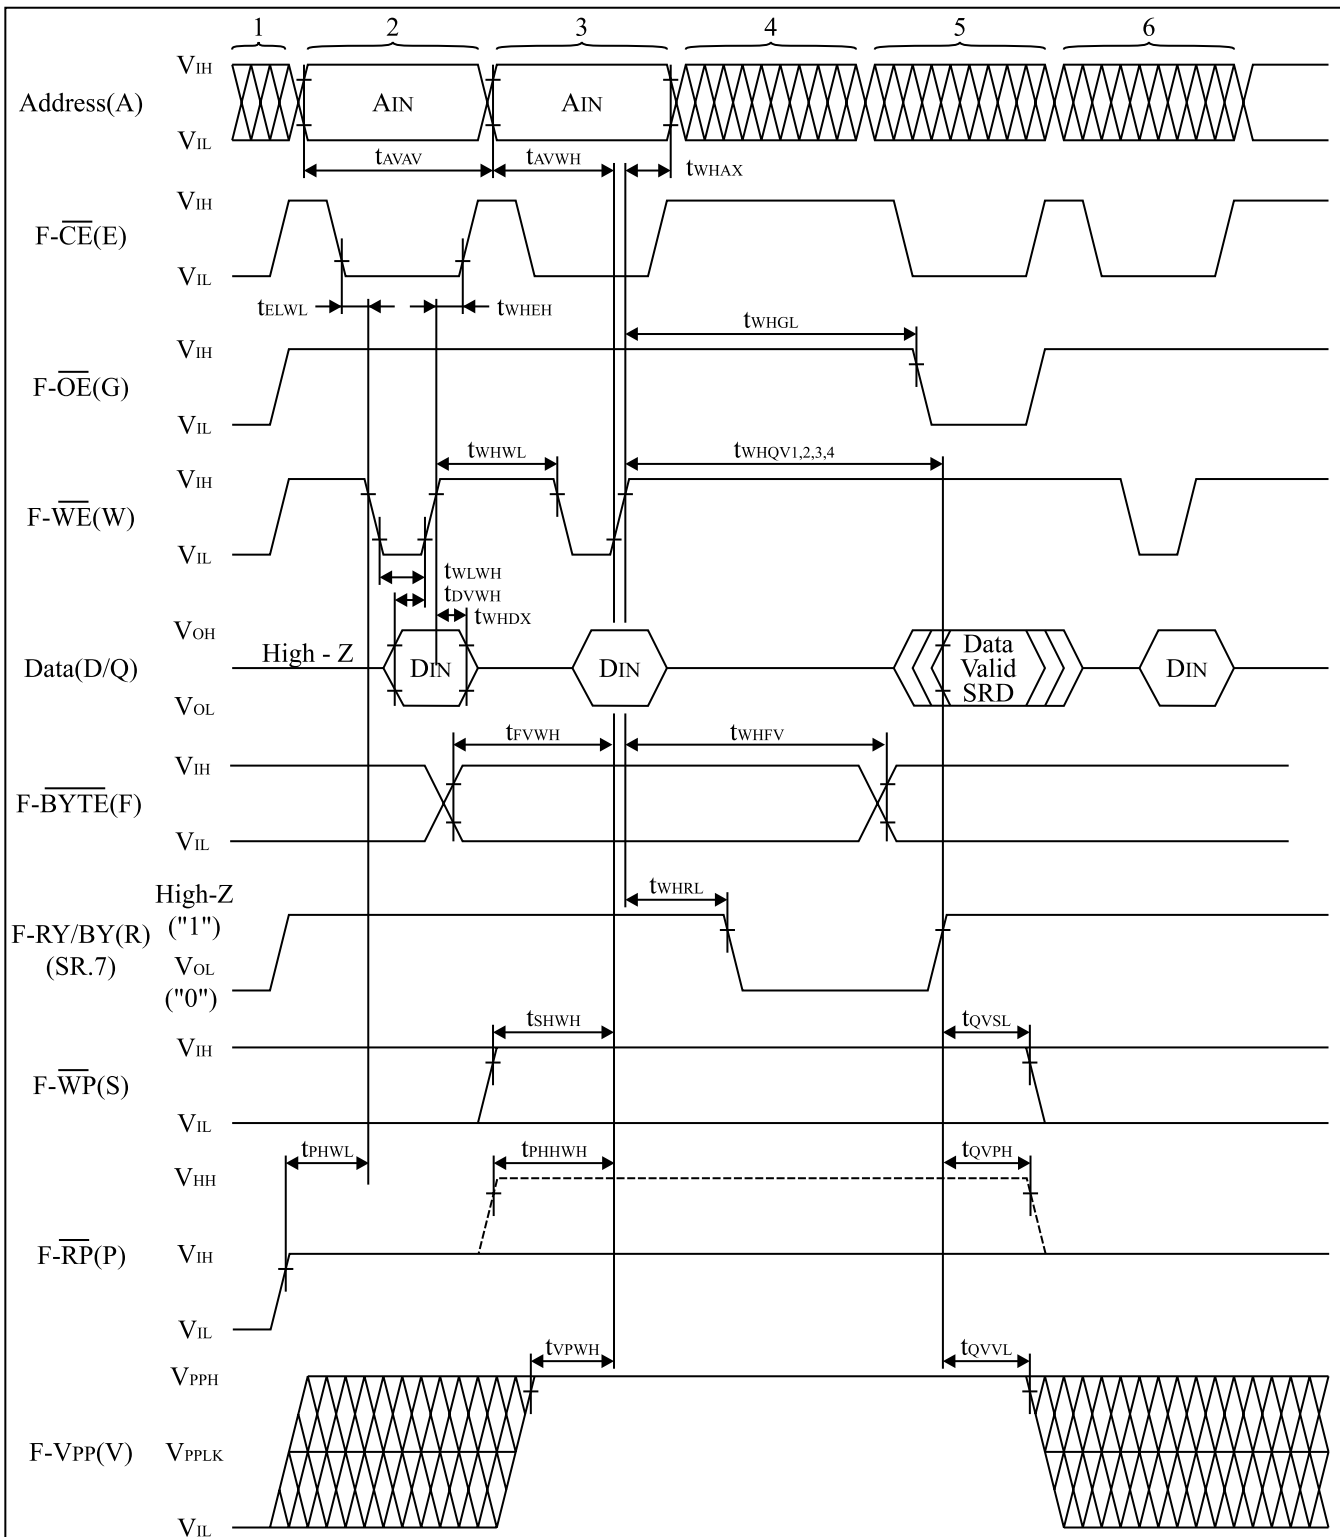 1 2 3 4 5 6
VIH
Address(A)
AIN AIN
VIL
tAVAV tAVWH tWHAX
VIH
F-CE(E)
VIL
tELWL tWHEH
tWHGL
VIH
F-OE(G)
VIL
tWHWL tWHQV1,2,3,4
VIH
F-WE(W)
VIL
tWLWH
tDVWH
tWHDX
VOH
High - Z
Data(D/Q)
DIN DIN Data Valid SRD DIN
VOL
tFVWH tWHFV
VIH
F-BYTE(F)
VIL
High-Z
("1")
tWHRL
F-RY/BY(R)
(SR.7)
VOL
("0")
tSHWH tQVSL
VIH
F-WP(S)
VIL
tPHWL tPHHWH tQVPH
VHH
VIH
F-RP(P)
VIL
tVPWH tQVVL
VPPH
F-VPP(V)
VPPLK
VIL